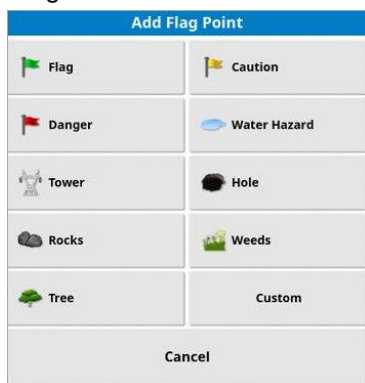 Add Flag Point
Flag
Caution
Danger
Water Hazard
Tower
Hole
Rocks
Weeds
Tree
Custom
Cancel